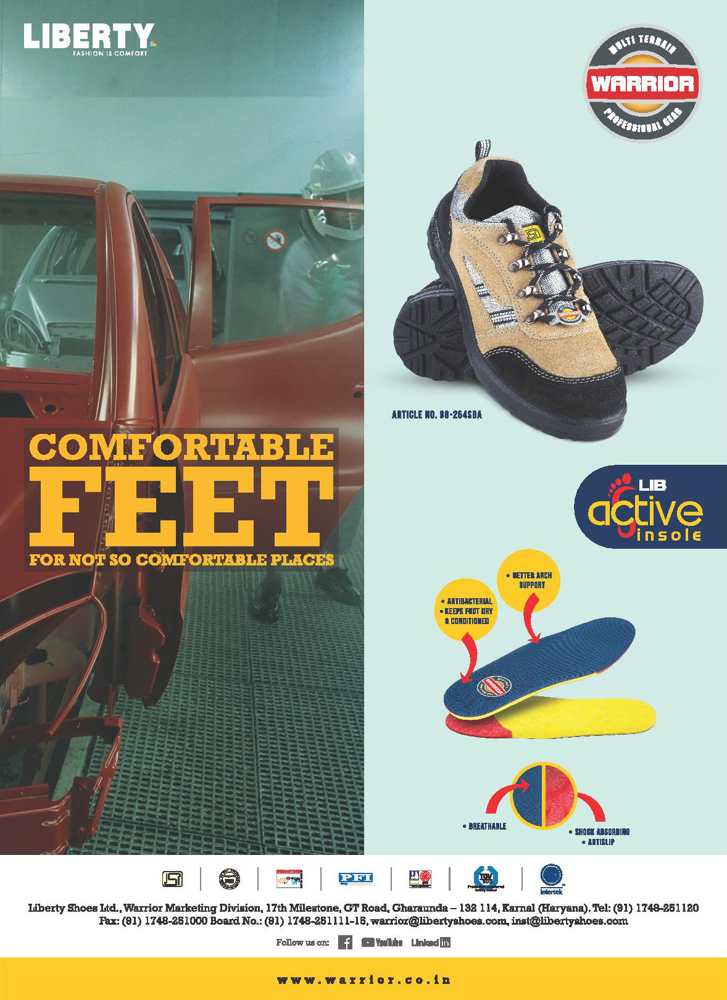 LIBERTY
FASHION IS COMFORT
MULTI TERRAIN
WARRIOR
PROFESSIONAL GEAR
ARTICLE NO. 98-264SBA
COMFORTABLE
FEET
FOR NOT SO COMFORTABLE PLACES
LIB
active
insole
• BETTER ARCH
SUPPORT
• ANTIBACTERIAL
• KEEPS FOOT DRY
& CONDITIONED
WARRIOR
• BREATHABLE
• SHOCK ABSORBING
• ANTISLIP
PFI
intertek
Liberty Shoes Ltd., Warrior Marketing Division, 17th Milestone, GT Road, Gharaunda – 132 114, Karnal (Haryana). Tel: (91) 1748-251120
Fax: (91) 1748-251000 Board No.: (91) 1748-251111-15, warrior@libertyshoes.com, inst@libertyshoes.com
Follow us on: YouTube Linked in
www.warrior.co.in